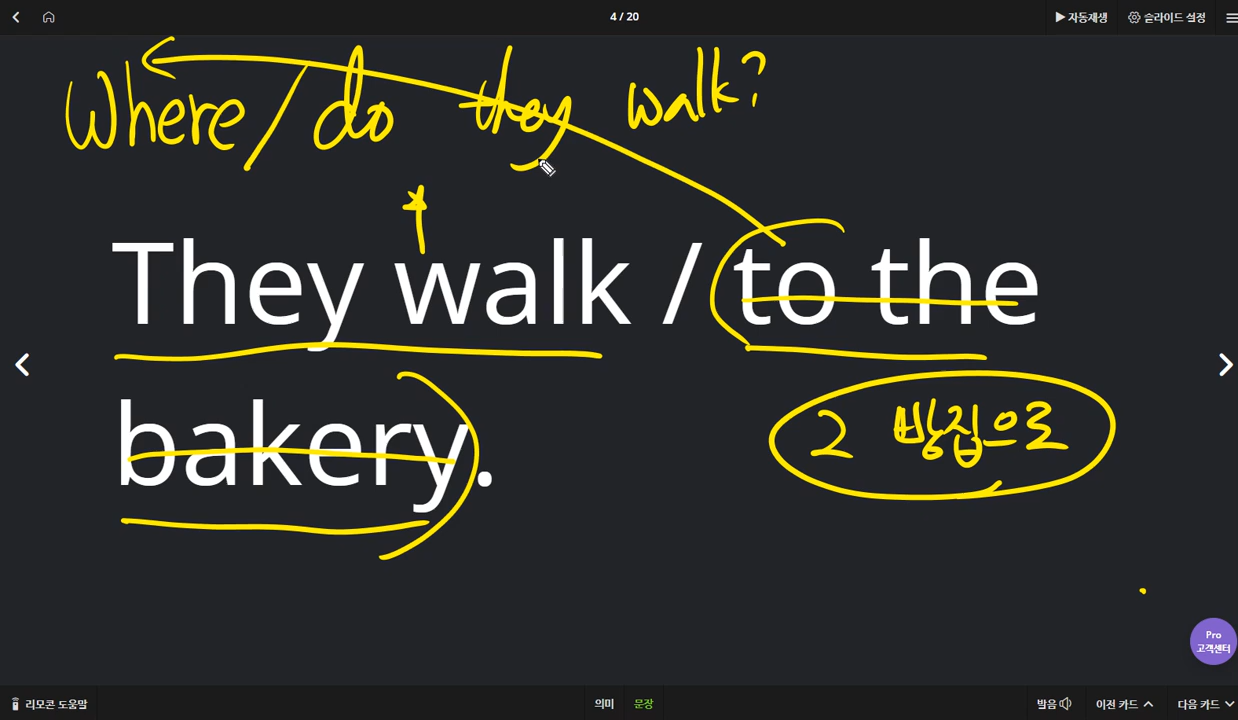 4 / 20
자동재생
슬라이드 설정
Where / do they walk?
They walk / to the
bakery.
그 빵집으로
Pro
고객센터
리모콘 도움말
의미
문장
발음
이전 카드
다음 카드